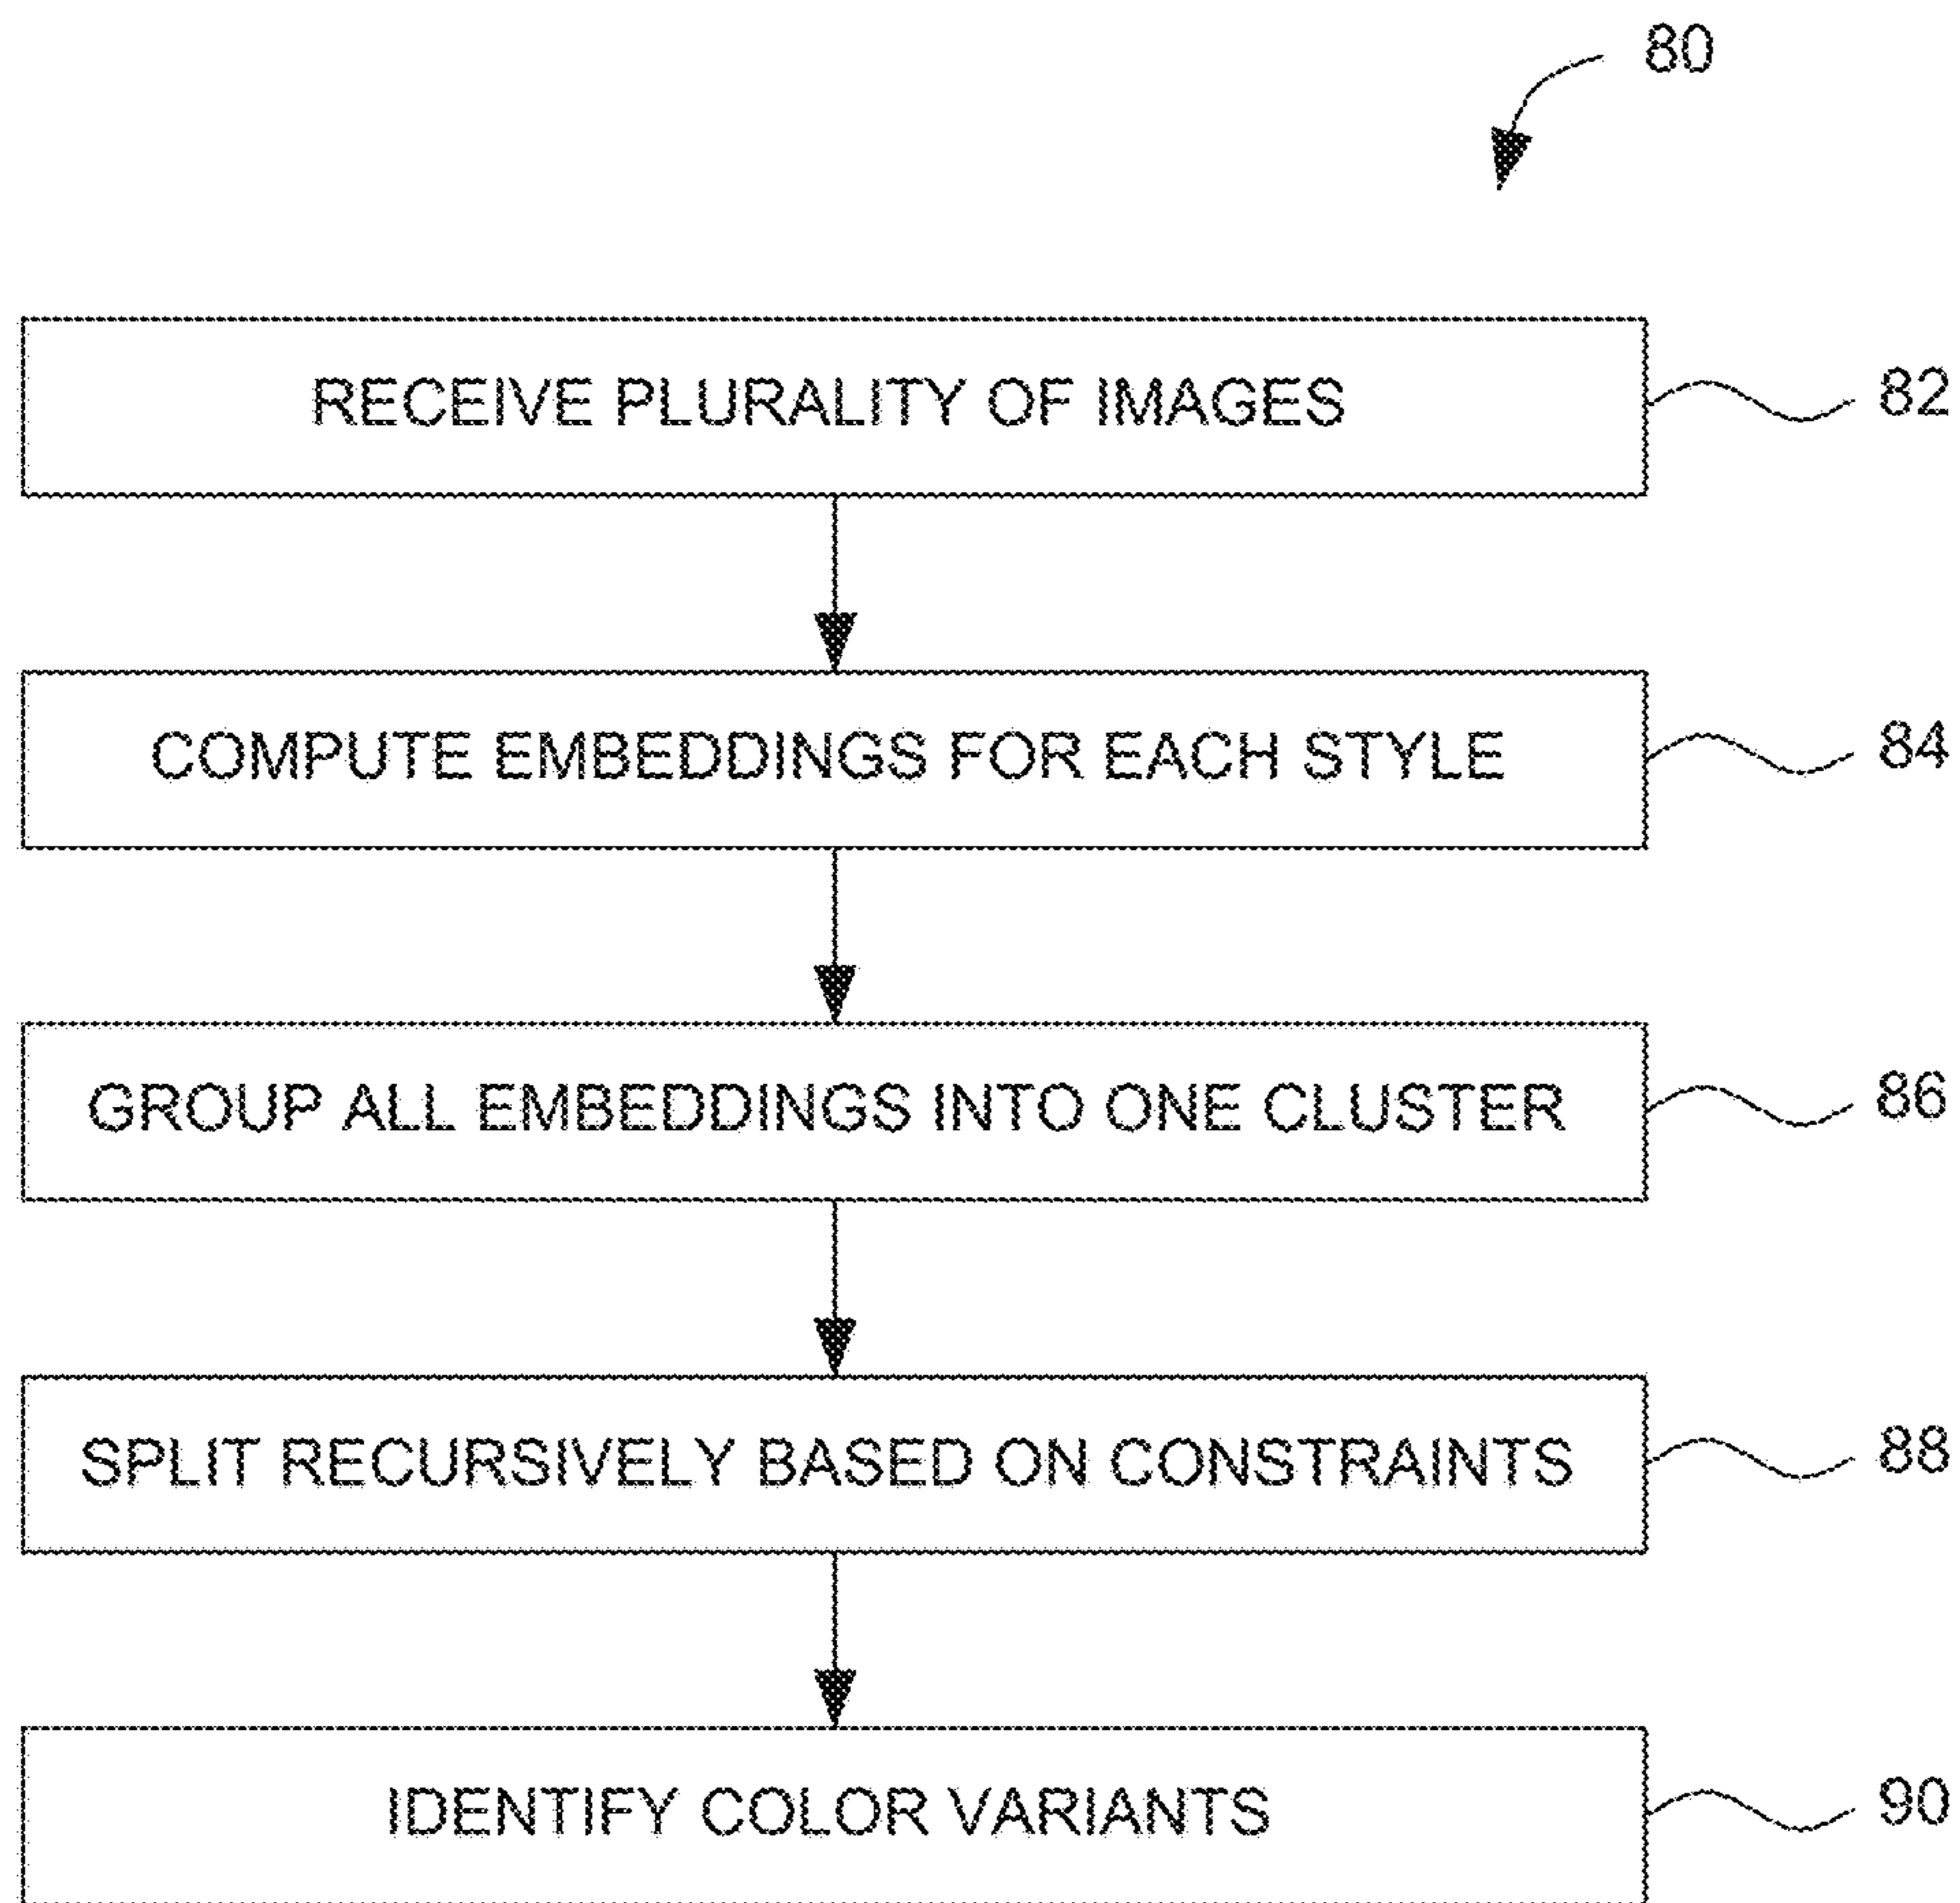 80
RECEIVE PLURALITY OF IMAGES 82
COMPUTE EMBEDDINGS FOR EACH STYLE 84
GROUP ALL EMBEDDINGS INTO ONE CLUSTER 86
SPLIT RECURSIVELY BASED ON CONSTRAINTS 88
IDENTIFY COLOR VARIANTS 90